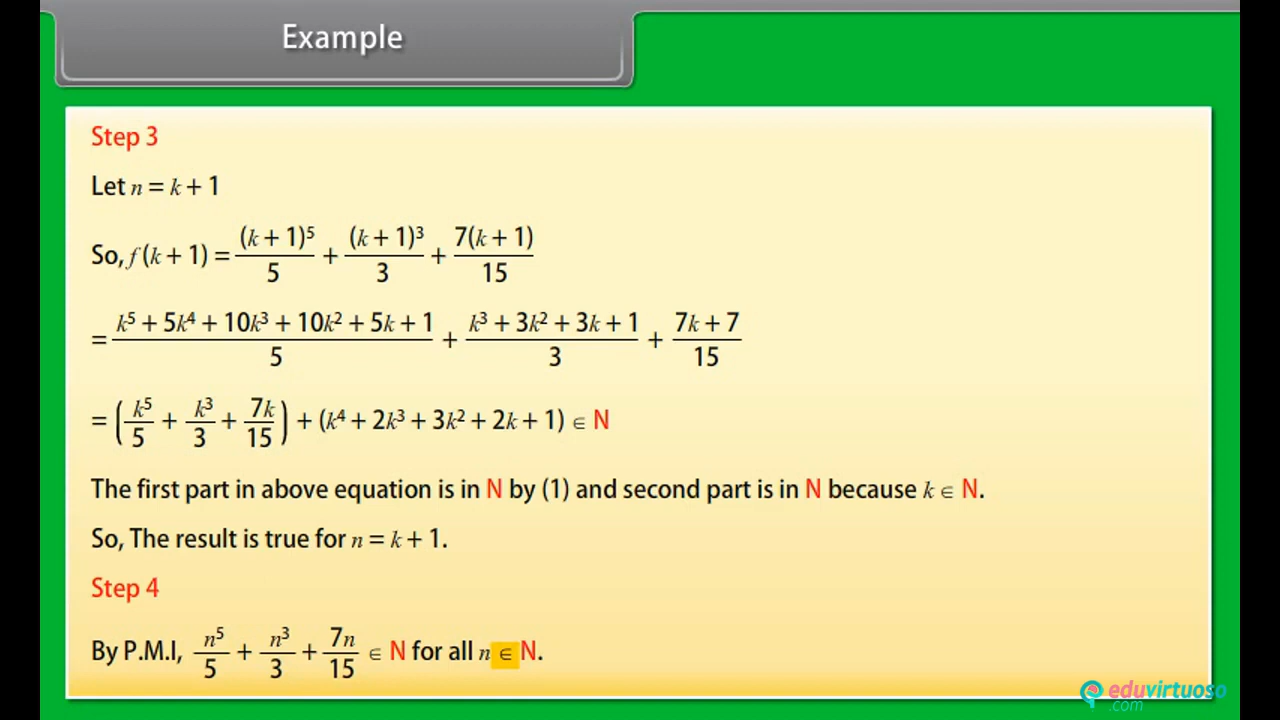 Example
Step 3
Let n = k + 1
So, f (k + 1) = (k + 1)⁵/5 + (k + 1)³/3 + 7(k + 1)/15
= (k⁵ + 5k⁴ + 10k³ + 10k² + 5k + 1)/5 + (k³ + 3k² + 3k + 1)/3 + (7k + 7)/15
= (k⁵/5 + k³/3 + 7k/15) + (k⁴ + 2k³ + 3k² + 2k + 1) ∈ N
The first part in above equation is in N by (1) and second part is in N because k ∈ N.
So, The result is true for n = k + 1.
Step 4
By P.M.I, n⁵/5 + n³/3 + 7n/15 ∈ N for all n ∈ N.
eduvirtuoso
.com